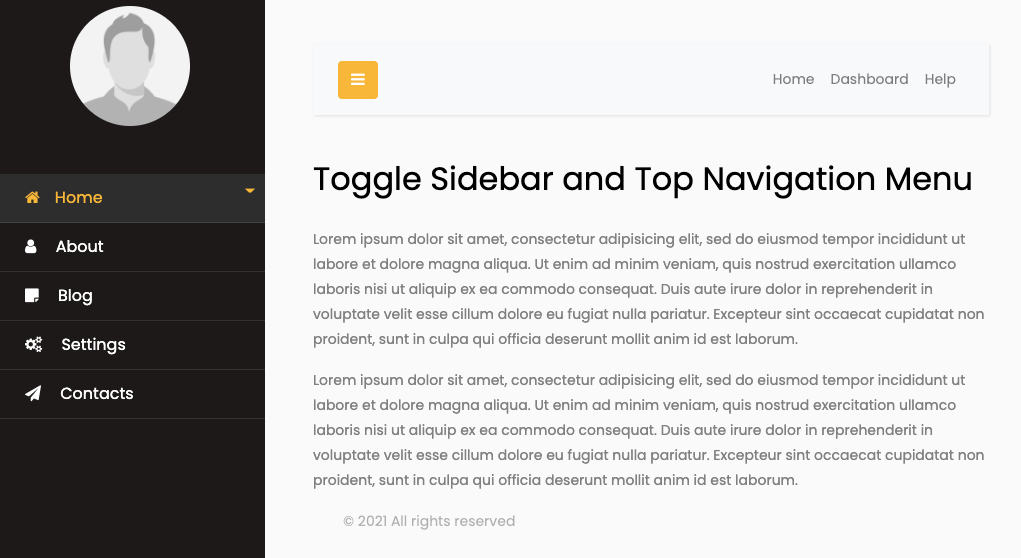 Home
About
Blog
Settings
Contacts
Home Dashboard Help
Toggle Sidebar and Top Navigation Menu
Lorem ipsum dolor sit amet, consectetur adipisicing elit, sed do eiusmod tempor incididunt ut
labore et dolore magna aliqua. Ut enim ad minim veniam, quis nostrud exercitation ullamco
laboris nisi ut aliquip ex ea commodo consequat. Duis aute irure dolor in reprehenderit in
voluptate velit esse cillum dolore eu fugiat nulla pariatur. Excepteur sint occaecat cupidatat non
proident, sunt in culpa qui officia deserunt mollit anim id est laborum.
Lorem ipsum dolor sit amet, consectetur adipisicing elit, sed do eiusmod tempor incididunt ut
labore et dolore magna aliqua. Ut enim ad minim veniam, quis nostrud exercitation ullamco
laboris nisi ut aliquip ex ea commodo consequat. Duis aute irure dolor in reprehenderit in
voluptate velit esse cillum dolore eu fugiat nulla pariatur. Excepteur sint occaecat cupidatat non
proident, sunt in culpa qui officia deserunt mollit anim id est laborum.
© 2021 All rights reserved